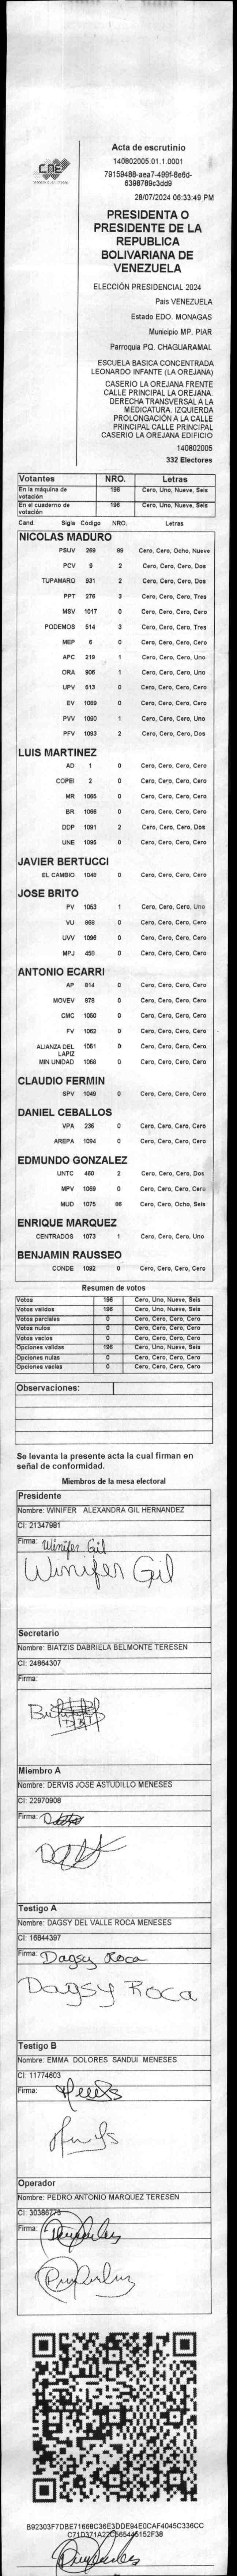 CNE
Acta de escrutinio
140802005.01.1.0001
79159488-aea7-499f-8e6d-
6398789c3dd9
28/07/2024 06:33:49 PM
PRESIDENTA O
PRESIDENTE DE LA
REPUBLICA
BOLIVARIANA DE
VENEZUELA
ELECCIÓN PRESIDENCIAL 2024
Pais VENEZUELA
Estado EDO. MONAGAS
Municipio MP. PIAR
Parroquia PQ. CHAGUARAMAL
ESCUELA BASICA CONCENTRADA
LEONARDO INFANTE (LA OREJANA)
CASERIO LA OREJANA FRENTE
CALLE PRINCIPAL LA OREJANA.
DERECHA TRANSVERSAL A LA
MEDICATURA. IZQUIERDA
PROLONGACIÓN A LA CALLE
PRINCIPAL CALLE PRINCIPAL
CASERIO LA OREJANA EDIFICIO
140802005
332 Electores
Votantes NRO. Letras
En la máquina de votación 196 Cero, Uno, Nueve, Seis
En el cuaderno de votación 196 Cero, Uno, Nueve, Seis
Cand. Sigla Código NRO. Letras
NICOLAS MADURO
PSUV 269 89 Cero, Cero, Ocho, Nueve
PCV 9 2 Cero, Cero, Cero, Dos
TUPAMARO 931 2 Cero, Cero, Cero, Dos
PPT 276 3 Cero, Cero, Cero, Tres
MSV 1017 0 Cero, Cero, Cero, Cero
PODEMOS 514 3 Cero, Cero, Cero, Tres
MEP 6 0 Cero, Cero, Cero, Cero
APC 219 1 Cero, Cero, Cero, Uno
ORA 906 1 Cero, Cero, Cero, Uno
UPV 513 0 Cero, Cero, Cero, Cero
EV 1089 0 Cero, Cero, Cero, Cero
PVV 1090 1 Cero, Cero, Cero, Uno
PFV 1093 2 Cero, Cero, Cero, Dos
LUIS MARTINEZ
AD 1 0 Cero, Cero, Cero, Cero
COPEI 2 0 Cero, Cero, Cero, Cero
MR 1065 0 Cero, Cero, Cero, Cero
BR 1066 0 Cero, Cero, Cero, Cero
DDP 1091 2 Cero, Cero, Cero, Dos
UNE 1095 0 Cero, Cero, Cero, Cero
JAVIER BERTUCCI
EL CAMBIO 1048 0 Cero, Cero, Cero, Cero
JOSE BRITO
PV 1053 1 Cero, Cero, Cero, Uno
VU 868 0 Cero, Cero, Cero, Cero
UVV 1096 0 Cero, Cero, Cero, Cero
MPJ 458 0 Cero, Cero, Cero, Cero
ANTONIO ECARRI
AP 814 0 Cero, Cero, Cero, Cero
MOVEV 878 0 Cero, Cero, Cero, Cero
CMC 1050 0 Cero, Cero, Cero, Cero
FV 1062 0 Cero, Cero, Cero, Cero
ALIANZA DEL LAPIZ 1051 0 Cero, Cero, Cero, Cero
MIN UNIDAD 1068 0 Cero, Cero, Cero, Cero
CLAUDIO FERMIN
SPV 1049 0 Cero, Cero, Cero, Cero
DANIEL CEBALLOS
VPA 236 0 Cero, Cero, Cero, Cero
AREPA 1094 0 Cero, Cero, Cero, Cero
EDMUNDO GONZALEZ
UNTC 460 2 Cero, Cero, Cero, Dos
MPV 1069 0 Cero, Cero, Cero, Cero
MUD 1075 86 Cero, Cero, Ocho, Seis
ENRIQUE MARQUEZ
CENTRADOS 1073 1 Cero, Cero, Cero, Uno
BENJAMIN RAUSSEO
CONDE 1092 0 Cero, Cero, Cero, Cero
Resumen de votos
Votos 196 Cero, Uno, Nueve, Seis
Votos validos 196 Cero, Uno, Nueve, Seis
Votos parciales 0 Cero, Cero, Cero, Cero
Votos nulos 0 Cero, Cero, Cero, Cero
Votos vacios 0 Cero, Cero, Cero, Cero
Opciones validas 196 Cero, Uno, Nueve, Seis
Opciones nulas 0 Cero, Cero, Cero, Cero
Opciones vacias 0 Cero, Cero, Cero, Cero
Observaciones:
Se levanta la presente acta la cual firman en
señal de conformidad.
Miembros de la mesa electoral
Presidente
Nombre: WINIFER ALEXANDRA GIL HERNANDEZ
CI: 21347981
Firma: Winifer Gil
Winifer Gil
Secretario
Nombre: BIATZIS DABRIELA BELMONTE TERESEN
CI: 24864307
Firma:
Miembro A
Nombre: DERVIS JOSE ASTUDILLO MENESES
CI: 22970908
Firma:
Testigo A
Nombre: DAGSY DEL VALLE ROCA MENESES
CI: 16844397
Firma: Dagsy Roca
Dagsy Roca
Testigo B
Nombre: EMMA DOLORES SANDUI MENESES
CI: 11774603
Firma:
Operador
Nombre: PEDRO ANTONIO MARQUEZ TERESEN
CI: 30386773
Firma:
B92303F7DBE71668C36E3DDE94E0CAF4045C336CC